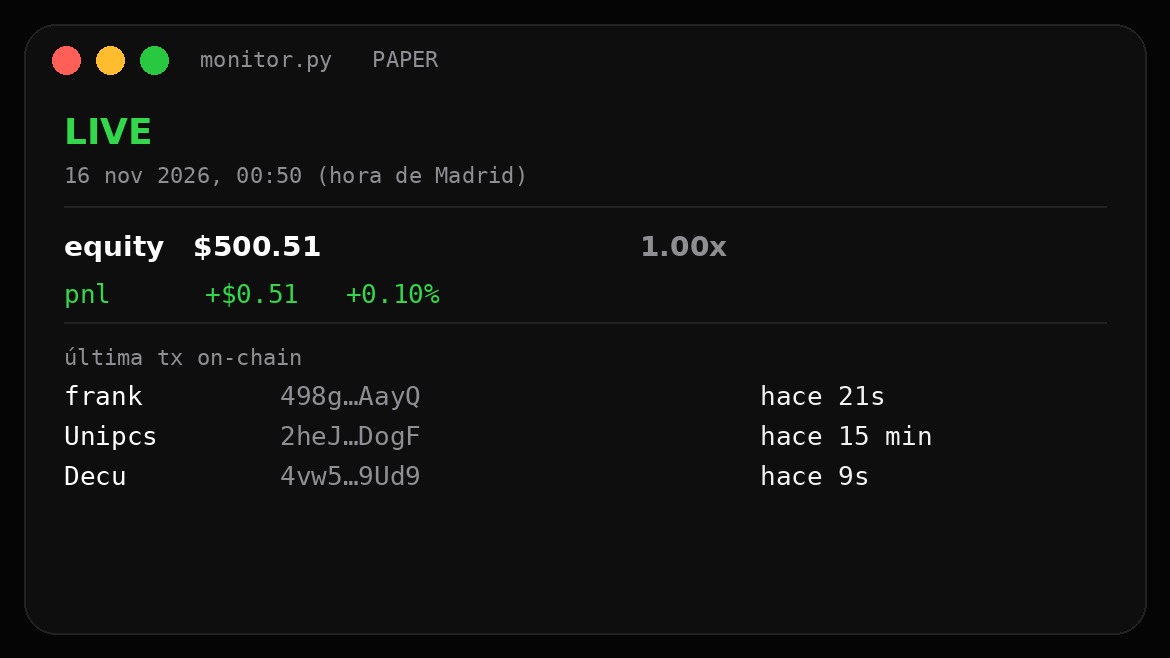 monitor.py PAPER
LIVE
16 nov 2026, 00:50 (hora de Madrid)
equity $500.51 1.00x
pnl +$0.51 +0.10%
última tx on-chain
frank 498g…AayQ hace 21s
Unipcs 2heJ…DogF hace 15 min
Decu 4vw5…9Ud9 hace 9s